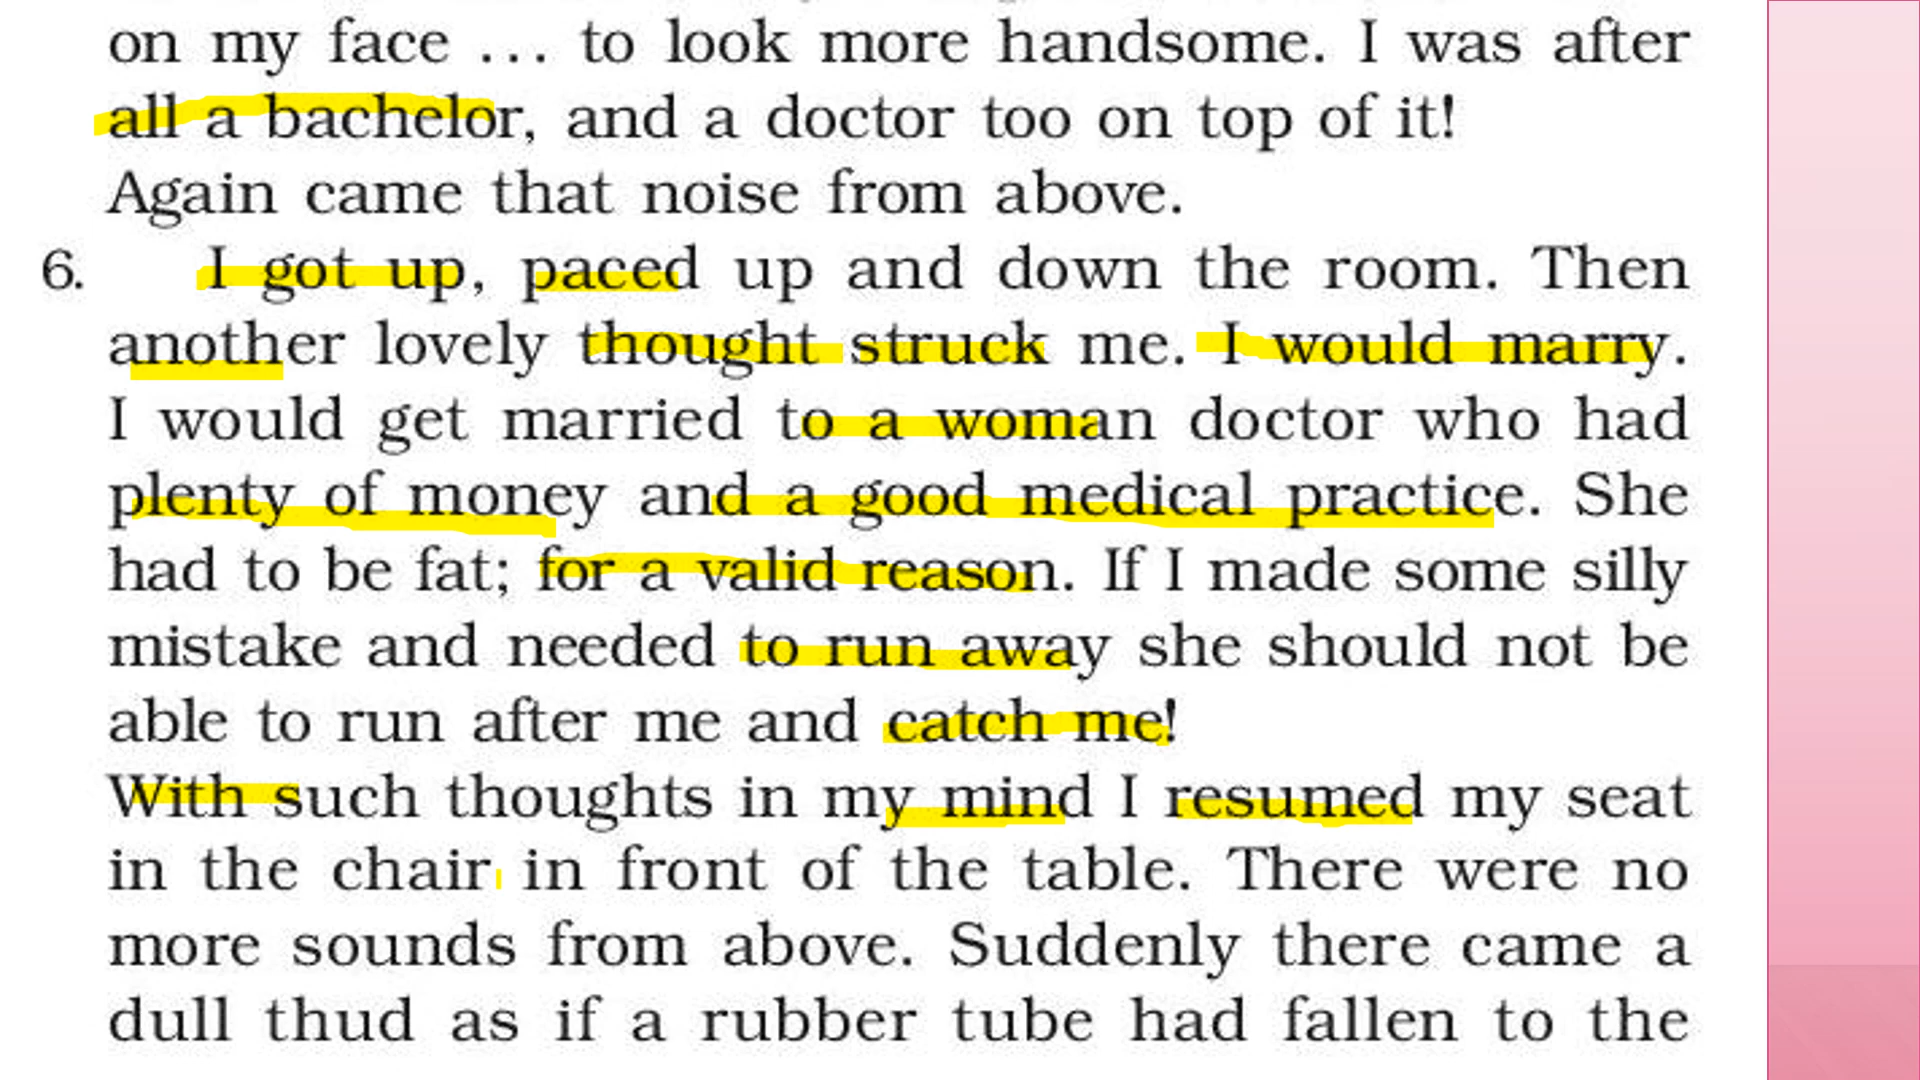 on my face ... to look more handsome. I was after
all a bachelor, and a doctor too on top of it!
Again came that noise from above.
6. I got up, paced up and down the room. Then
another lovely thought struck me. I would marry.
I would get married to a woman doctor who had
plenty of money and a good medical practice. She
had to be fat; for a valid reason. If I made some silly
mistake and needed to run away she should not be
able to run after me and catch me!
With such thoughts in my mind I resumed my seat
in the chair in front of the table. There were no
more sounds from above. Suddenly there came a
dull thud as if a rubber tube had fallen to the